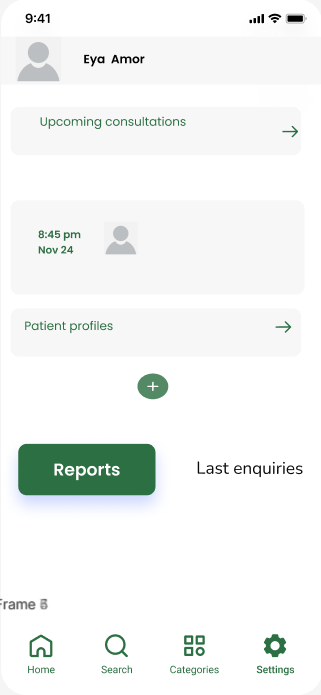 9:41
Eya Amor
Upcoming consultations
8:45 pm
Nov 24
Patient profiles
Reports
Last enquiries
Frame
Home
Search
Categories
Settings